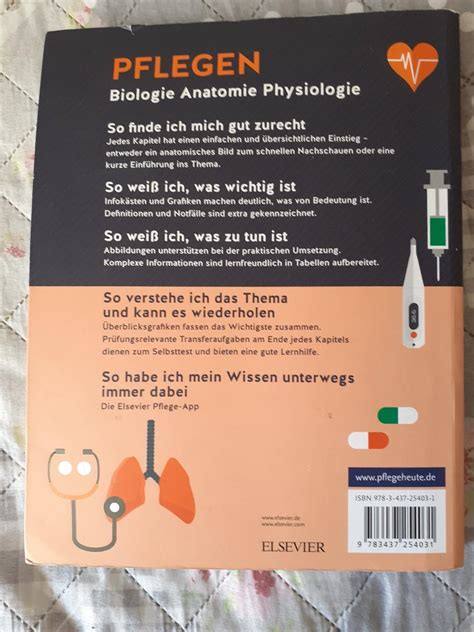 PFLEGEN
Biologie Anatomie Physiologie
So finde ich mich gut zurecht
Jedes Kapitel hat einen einfachen und übersichtlichen Einstieg –
entweder ein anatomisches Bild zum schnellen Nachschauen oder eine
kurze Einführung ins Thema.
So weiß ich, was wichtig ist
Infokästen und Grafiken machen deutlich, was von Bedeutung ist.
Definitionen und Notfälle sind extra gekennzeichnet.
So weiß ich, was zu tun ist
Abbildungen unterstützen bei der praktischen Umsetzung.
Komplexe Informationen sind lernfreundlich in Tabellen aufbereitet.
So verstehe ich das Thema
und kann es wiederholen
Überblicksgrafiken fassen das Wichtigste zusammen.
Prüfungsrelevante Transferaufgaben am Ende jedes Kapitels
dienen zum Selbsttest und bieten eine gute Lernhilfe.
So habe ich mein Wissen unterwegs
immer dabei
Die Elsevier Pflege-App
36.6
www.pflegeheute.de
ISBN 978-3-437-25403-1
www.elsevier.de
www.elsevier.com
ELSEVIER
9 783437 254031